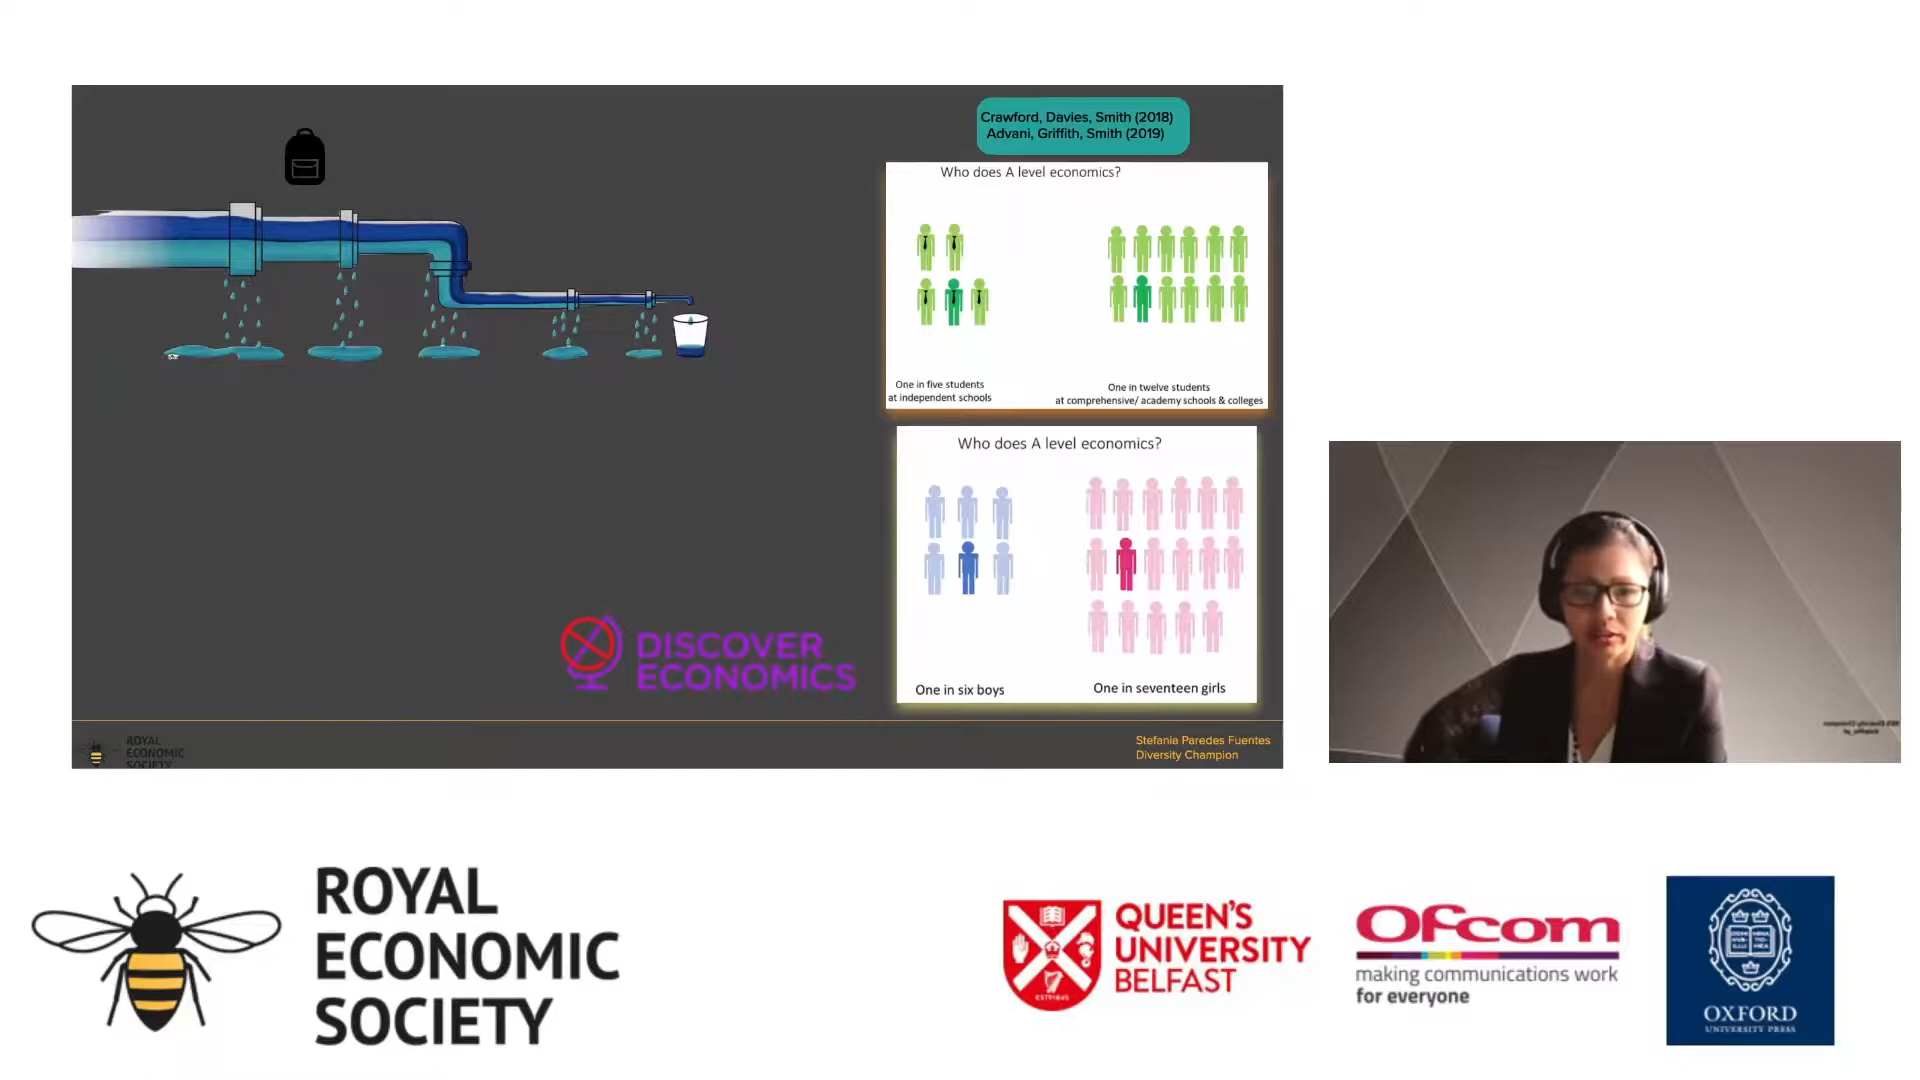 Crawford, Davies, Smith (2018)
Advani, Griffith, Smith (2019)
Who does A level economics?
One in five students
at independent schools
One in twelve students
at comprehensive/ academy schools & colleges
Who does A level economics?
One in six boys
One in seventeen girls
DISCOVER
ECONOMICS
ROYAL
ECONOMIC
SOCIETY
Stefania Paredes Fuentes
Diversity Champion
ROYAL
ECONOMIC
SOCIETY
QUEEN'S
UNIVERSITY
BELFAST
ESTD1845
Ofcom
making communications work
for everyone
OXFORD
UNIVERSITY PRESS